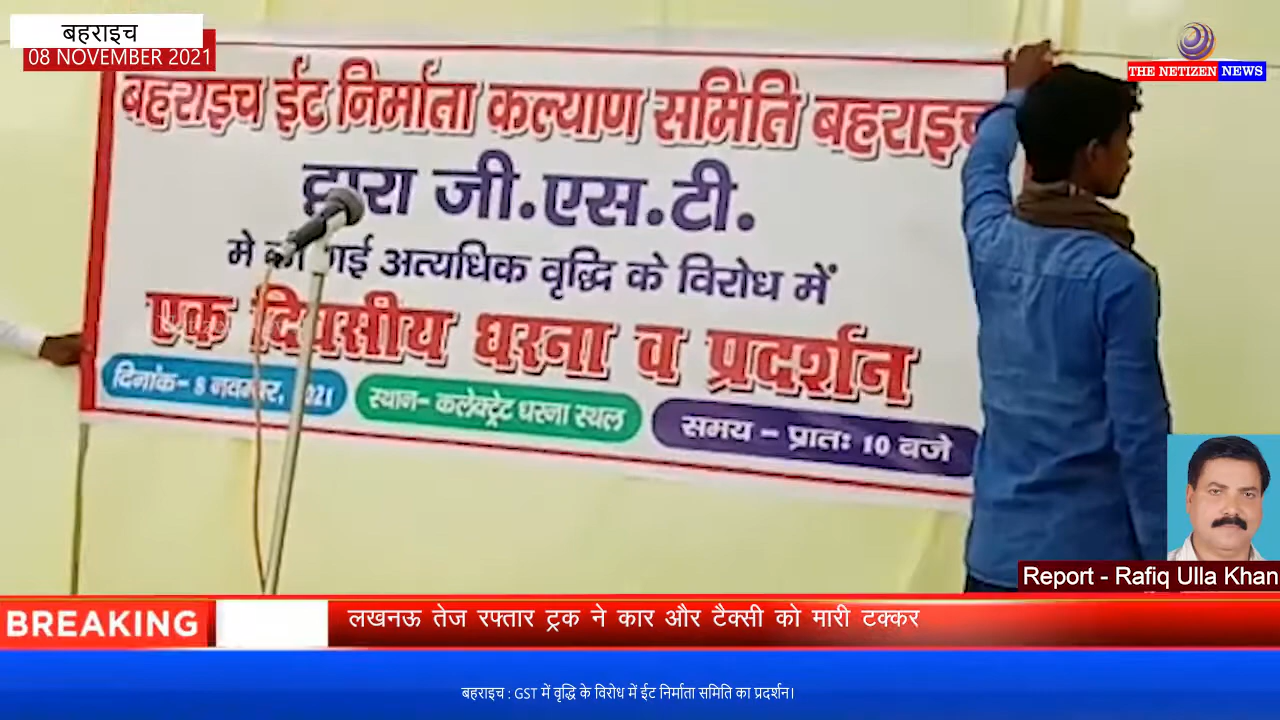 बहराइच
08 NOVEMBER 2021
THE NETIZEN NEWS
बहराइच ईट निर्माता कल्याण समिति बहराइच
द्वारा जी.एस.टी.
मे की गई अत्यधिक वृद्धि के विरोध में
एक दिवसीय धरना व प्रदर्शन
दिनांक- 8 नवम्बर, 2021
स्थान- कलेक्ट्रेट धरना स्थल
समय - प्रातः 10 बजे
Report - Rafiq Ulla Khan
BREAKING
लखनऊ तेज रफ्तार ट्रक ने कार और टैक्सी को मारी टक्कर
बहराइच : GST में वृद्धि के विरोध में ईट निर्माता समिति का प्रदर्शन।